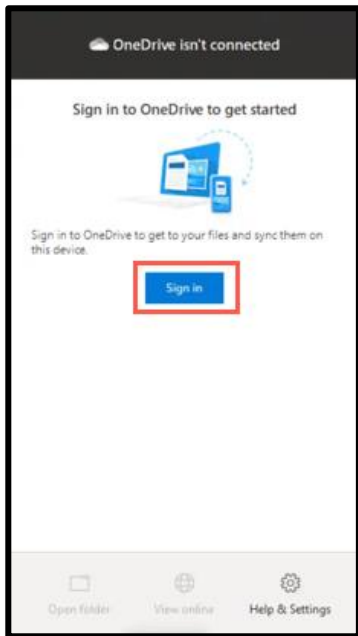 OneDrive isn't connected
Sign in to OneDrive to get started
Sign in to OneDrive to get to your files and sync them on
this device.
Sign in
Open folder View online Help & Settings